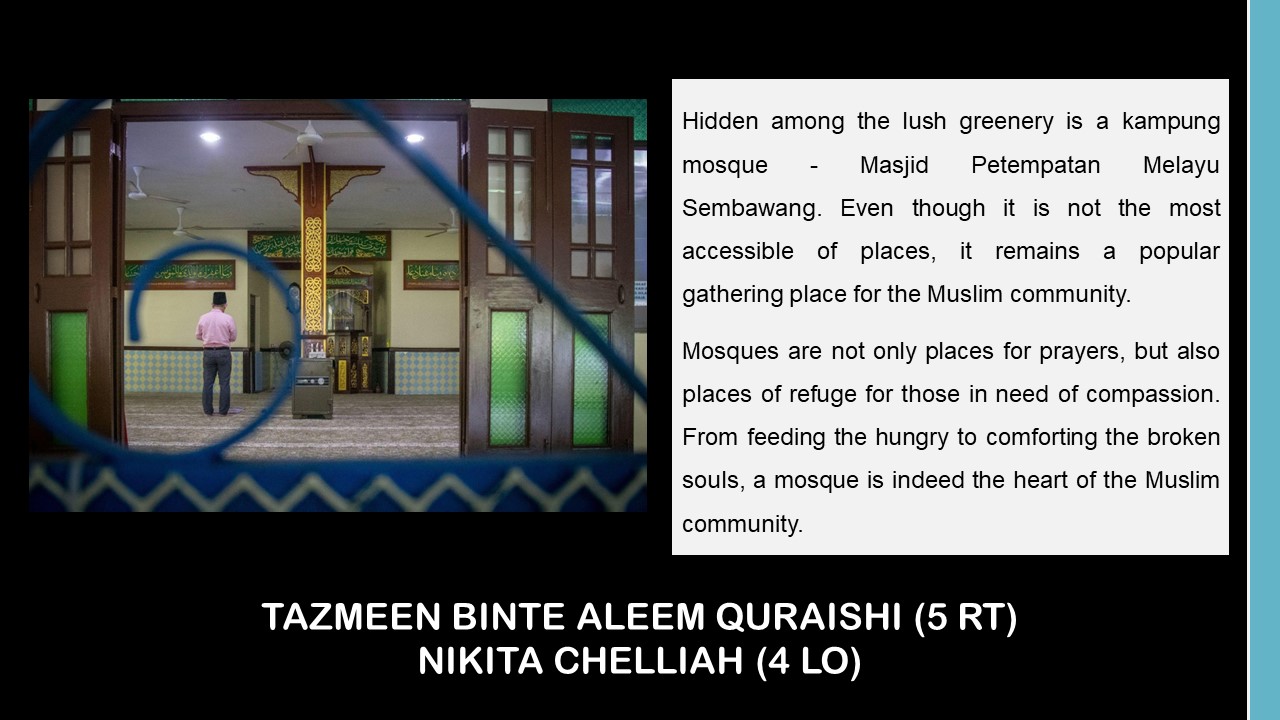 Hidden among the lush greenery is a kampung
mosque - Masjid Petempatan Melayu
Sembawang. Even though it is not the most
accessible of places, it remains a popular
gathering place for the Muslim community.
Mosques are not only places for prayers, but also
places of refuge for those in need of compassion.
From feeding the hungry to comforting the broken
souls, a mosque is indeed the heart of the Muslim
community.
TAZMEEN BINTE ALEEM QURAISHI (5 RT)
NIKITA CHELLIAH (4 LO)